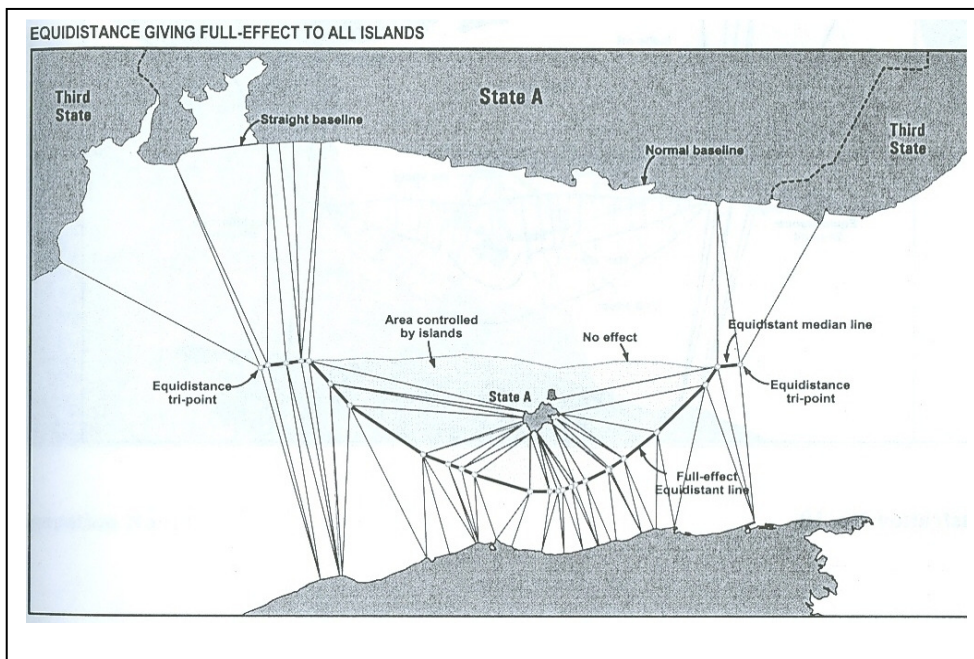 EQUIDISTANCE GIVING FULL-EFFECT TO ALL ISLANDS
Third
State
State A
Third
State
Straight baseline
Normal baseline
Area controlled
by islands
No effect
Equidistant median line
Equidistance
tri-point
State A
Equidistance
tri-point
Full-effect
Equidistant line